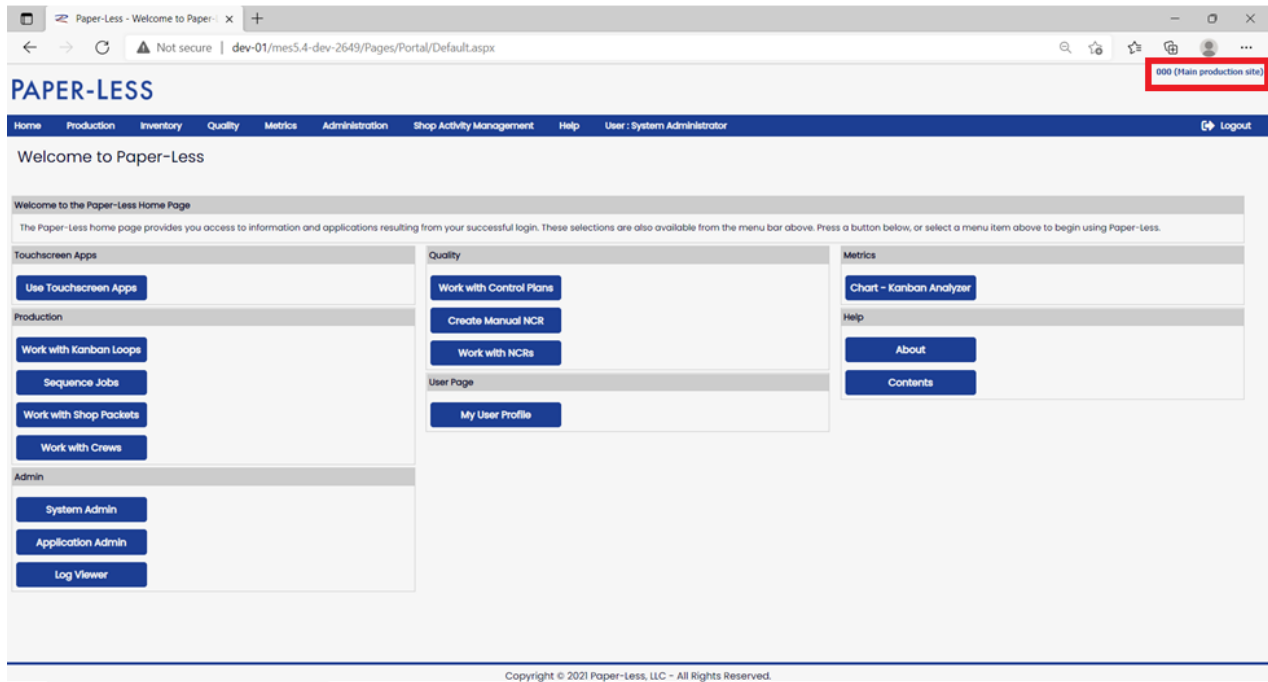 Paper-Less - Welcome to Paper-
Not secure | dev-01/mes5.4-dev-2649/Pages/Portal/Default.aspx
000 (Main production site)
PAPER-LESS
Home Production Inventory Quality Metrics Administration Shop Activity Management Help User : System Administrator Logout
Welcome to Paper-Less
Welcome to the Paper-Less Home Page
The Paper-Less home page provides you access to information and applications resulting from your successful login. These selections are also available from the menu bar above. Press a button below, or select a menu item above to begin using Paper-Less.
Touchscreen Apps
Use Touchscreen Apps
Production
Work with Kanban Loops
Sequence Jobs
Work with Shop Packets
Work with Crews
Admin
System Admin
Application Admin
Log Viewer
Quality
Work with Control Plans
Create Manual NCR
Work with NCRs
User Page
My User Profile
Metrics
Chart - Kanban Analyzer
Help
About
Contents
Copyright © 2021 Paper-Less, LLC - All Rights Reserved.